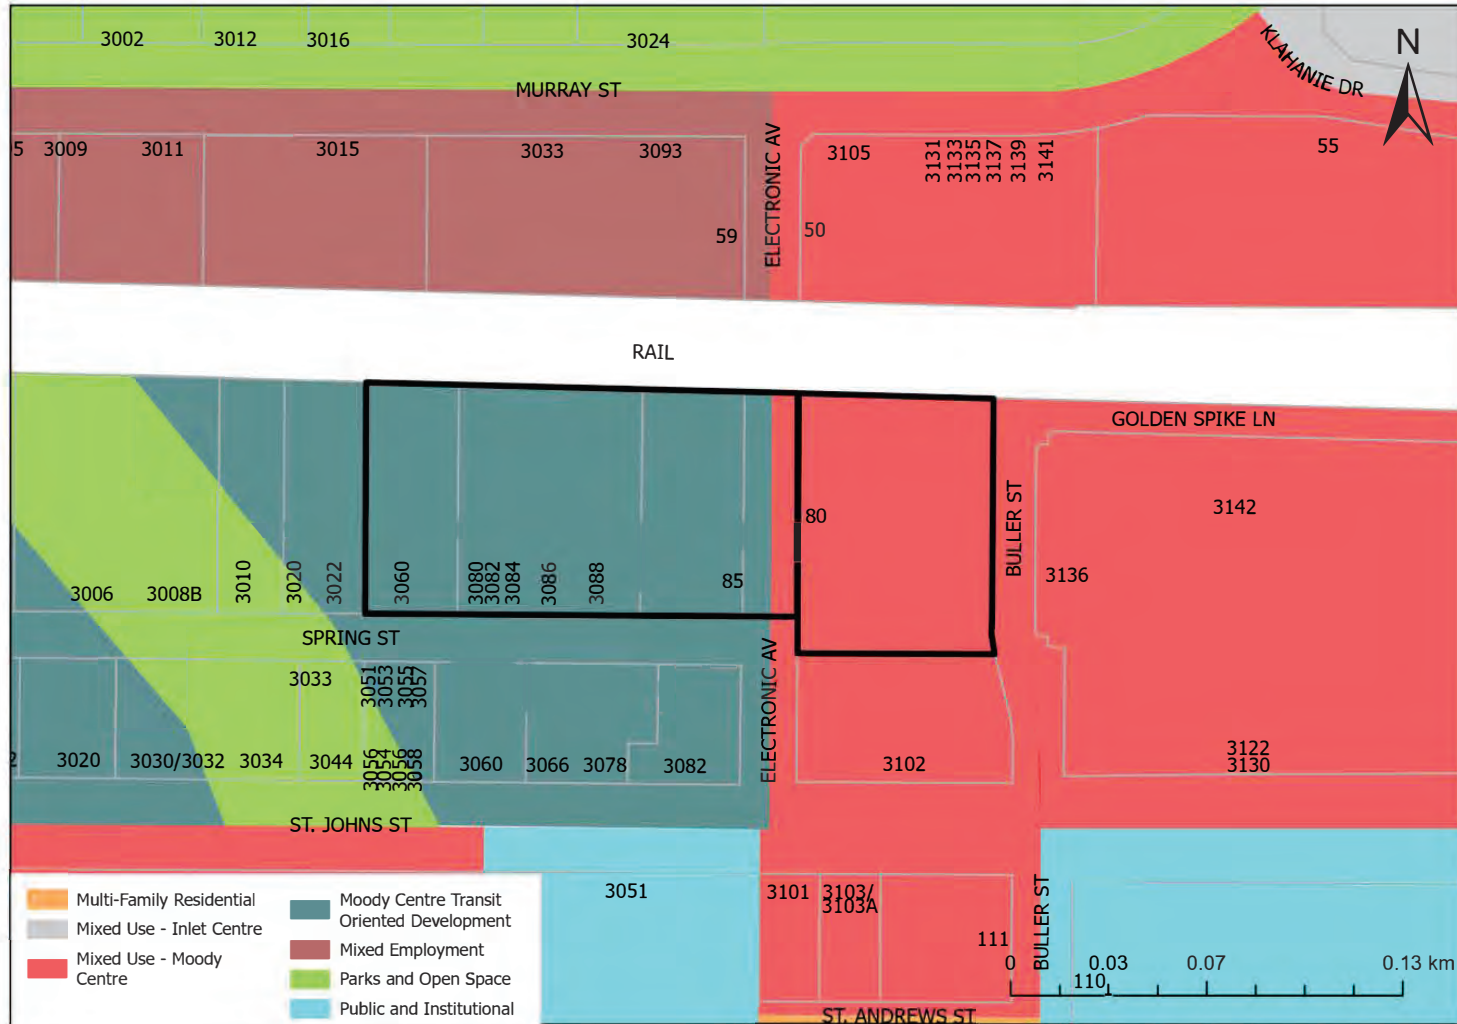 3002 3012 3016 3024
KLAHANIE DR
N
MURRAY ST
3009 3011 3015 3033 3093
ELECTRONIC AV
3105 3131 3133 3135 3137 3139 3141 55
59 50
RAIL
GOLDEN SPIKE LN
3142
80
BULLER ST
3136
3006 3008B 3010 3020 3022 3060 3080 3082 3084 3086 3088 85
SPRING ST
ELECTRONIC AV
3033 3051 3053 3055 3057
3020 3030/3032 3034 3044 3056 3054 3056 3058 3060 3066 3078 3082 3102
3122
3130
ST. JOHNS ST
3051 3101 3103/
3103A
BULLER ST
111
110
Multi-Family Residential
Mixed Use - Inlet Centre
Mixed Use - Moody
Centre
Moody Centre Transit
Oriented Development
Mixed Employment
Parks and Open Space
Public and Institutional
0 0.03 0.07 0.13 km
ST. ANDREWS ST